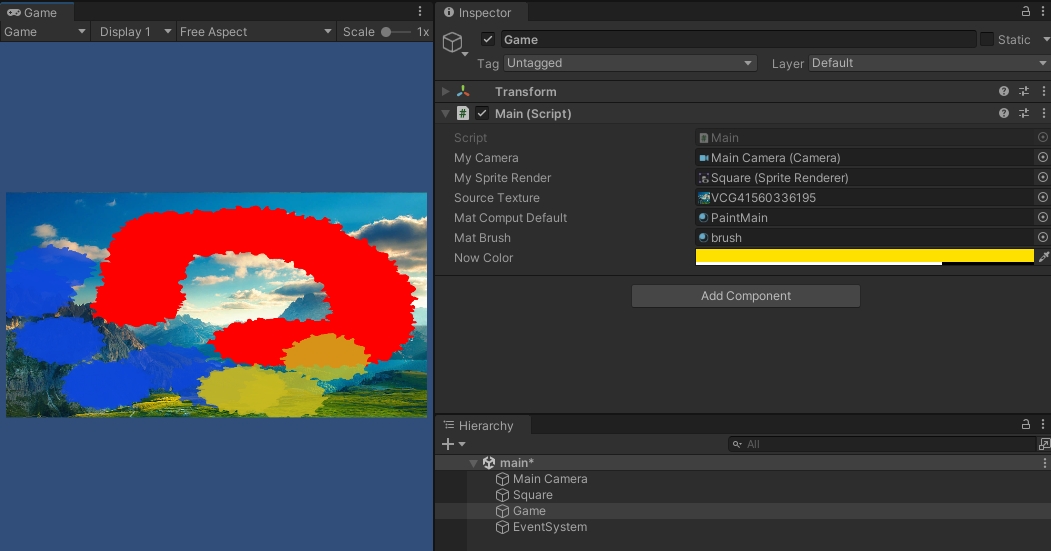 Game
Game Display 1 Free Aspect Scale 1x
Inspector
Game Static
Tag Untagged Layer Default
Transform
# Main (Script)
Script Main
My Camera Main Camera (Camera)
My Sprite Render Square (Sprite Renderer)
Source Texture VCG41560336195
Mat Comput Default PaintMain
Mat Brush brush
Now Color
Add Component
Hierarchy
+ All
main*
Main Camera
Square
Game
EventSystem